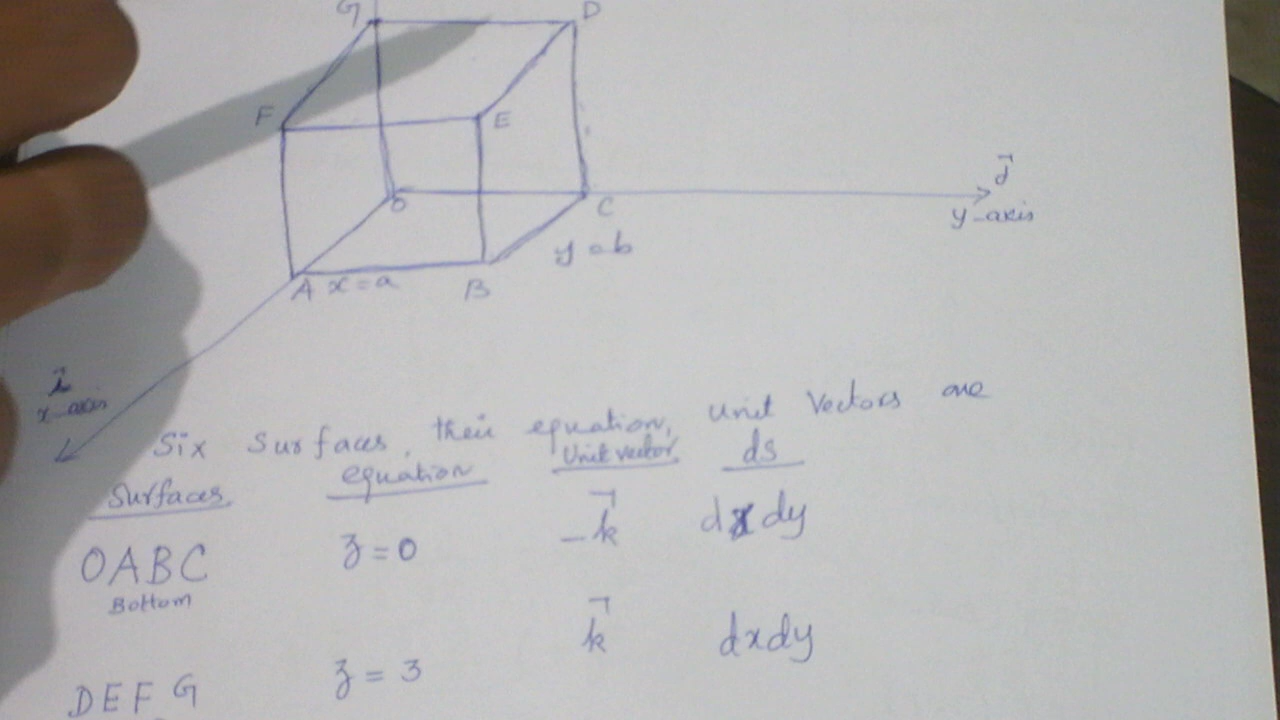 G D
F E
O C
j
y-axis
y = b
A x=a B
i
x-axis
Six Surfaces, their equation, Unit Vectors are
Surfaces equation Unit vector ds
OABC z=0 -k dxdy
Bottom
DEFG z = 3 k dxdy